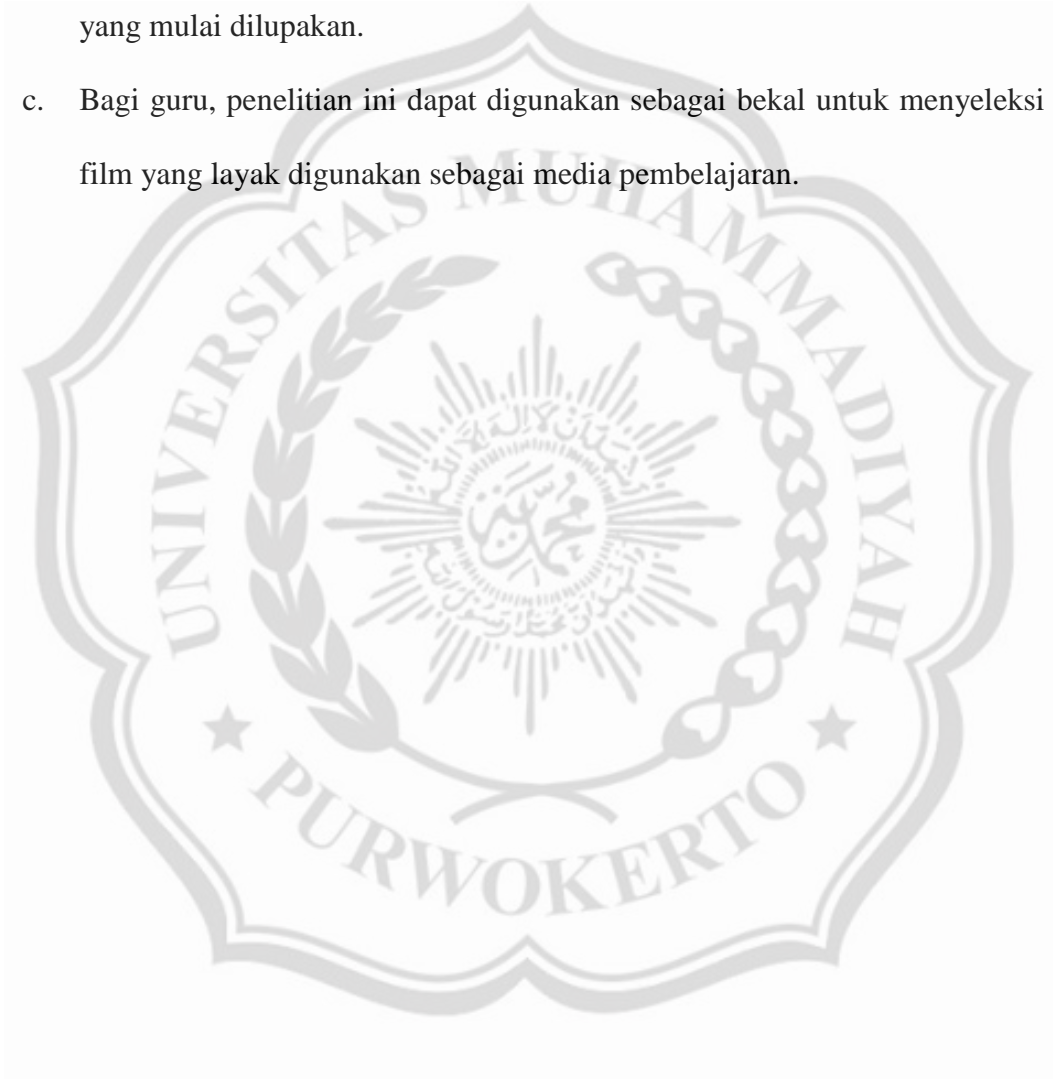 yang mulai dilupakan.
c. Bagi guru, penelitian ini dapat digunakan sebagai bekal untuk menyeleksi
film yang layak digunakan sebagai media pembelajaran.
UNIVERSITAS MUHAMMADIYAH
PURWOKERTO